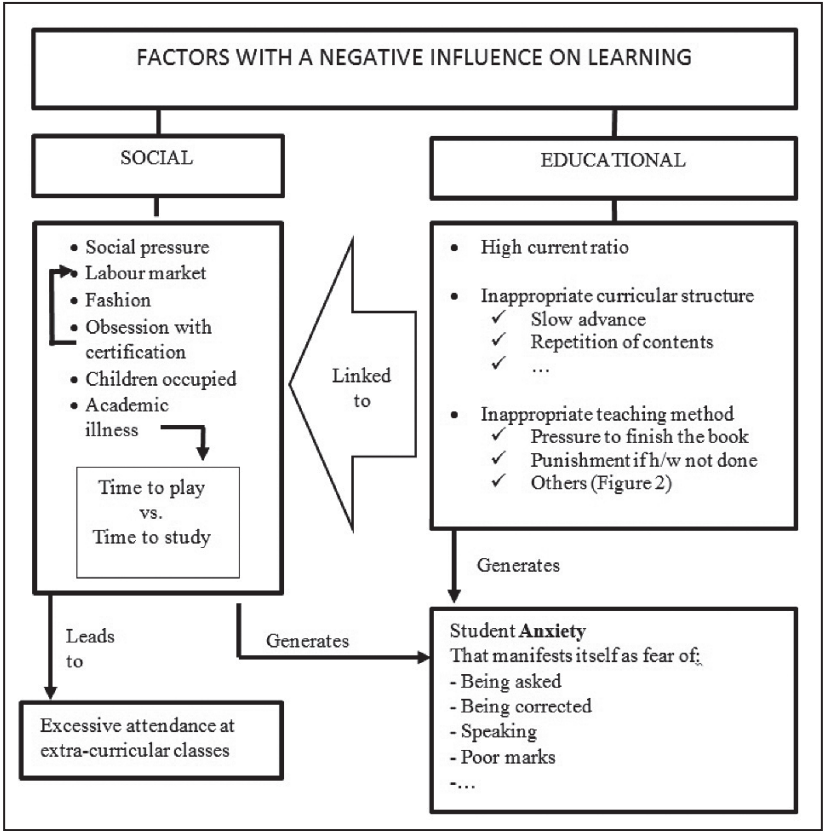 FACTORS WITH A NEGATIVE INFLUENCE ON LEARNING
SOCIAL
• Social pressure
• Labour market
• Fashion
• Obsession with
certification
• Children occupied
• Academic
illness
Time to play
vs.
Time to study
Linked
to
EDUCATIONAL
• High current ratio
• Inappropriate curricular structure
✓ Slow advance
✓ Repetition of contents
✓ ...
• Inappropriate teaching method
✓ Pressure to finish the book
✓ Punishment if h/w not done
✓ Others (Figure 2)
Generates
Leads
to
Generates
Excessive attendance at
extra-curricular classes
Student Anxiety
That manifests itself as fear of:
- Being asked
- Being corrected
- Speaking
- Poor marks
-...